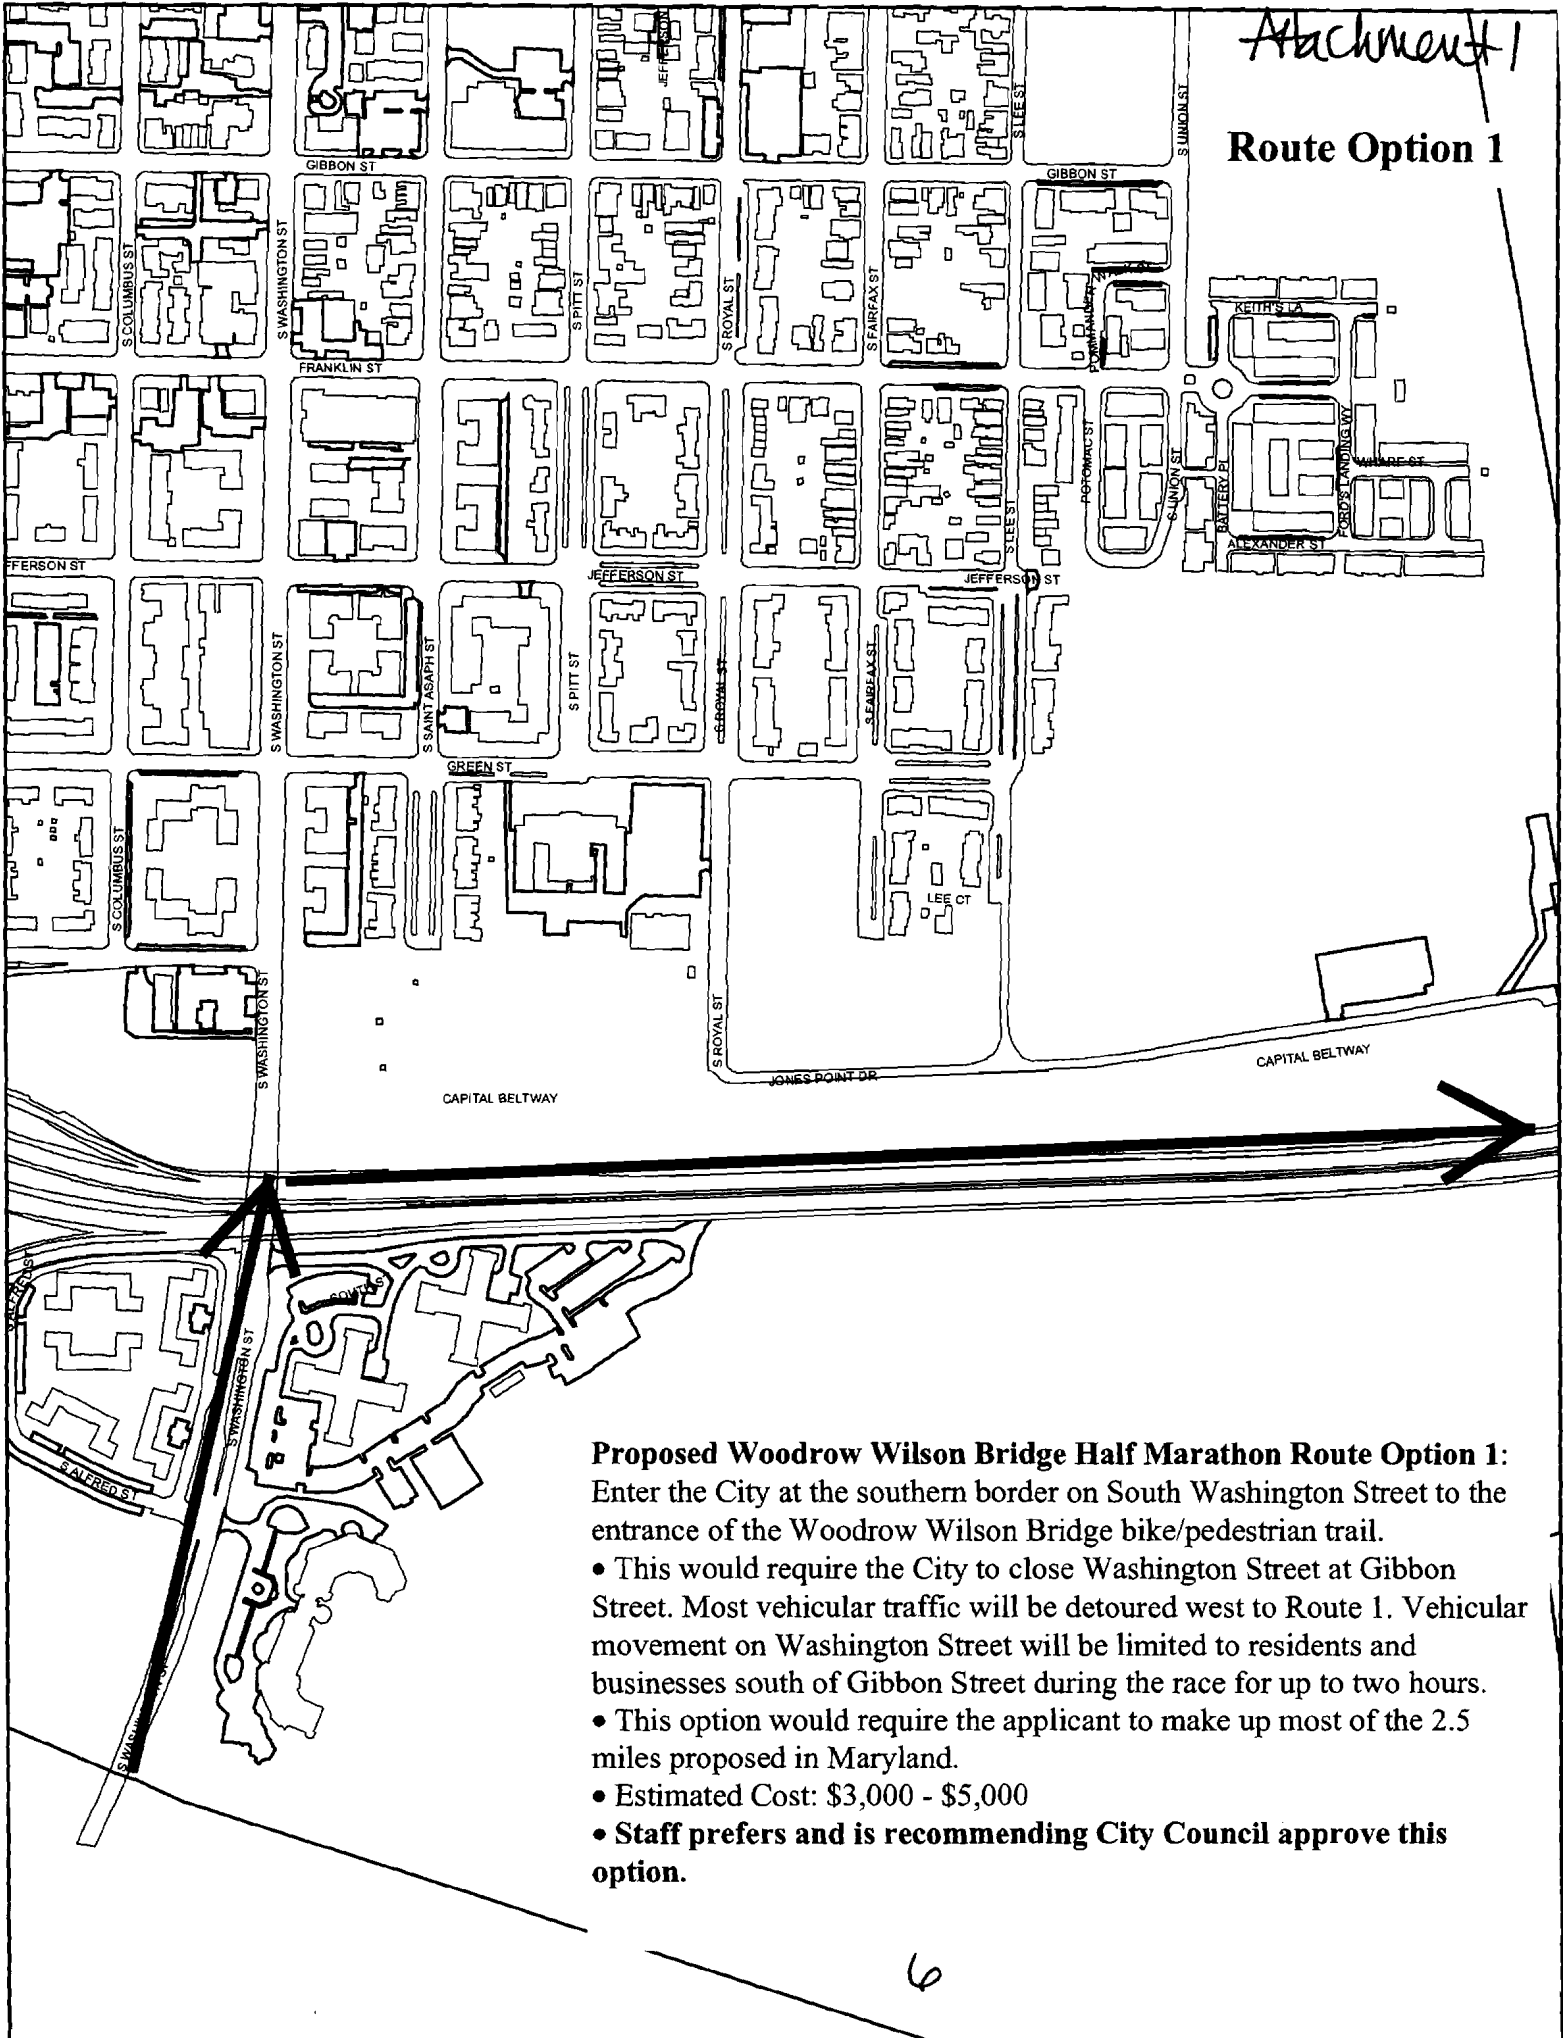 Attachment 1
Route Option 1
JEFFERSON
S LEE ST
S UNION ST
GIBBON ST
GIBBON ST
S COLUMBUS ST
S WASHINGTON ST
S PITT ST
S ROYAL ST
S FAIRFAX ST
KEITH'S LA
FRANKLIN ST
POTOMAC ST
S UNION ST
BATTERY PL
FORD'S LANDING WY
WHARF ST
S LEE ST
ALEXANDER ST
FFERSON ST
JEFFERSON ST
JEFFERSON ST
S WASHINGTON ST
S SAINT ASAPH ST
S PITT ST
S ROYAL ST
S FAIRFAX ST
GREEN ST
S COLUMBUS ST
LEE CT
S WASHINGTON ST
S ROYAL ST
JONES POINT DR
CAPITAL BELTWAY
CAPITAL BELTWAY
S ALFRED ST
SOUTH S
S WASHINGTON ST
S ALFRED ST
Proposed Woodrow Wilson Bridge Half Marathon Route Option 1:
Enter the City at the southern border on South Washington Street to the
entrance of the Woodrow Wilson Bridge bike/pedestrian trail.
• This would require the City to close Washington Street at Gibbon
Street. Most vehicular traffic will be detoured west to Route 1. Vehicular
movement on Washington Street will be limited to residents and
businesses south of Gibbon Street during the race for up to two hours.
• This option would require the applicant to make up most of the 2.5
miles proposed in Maryland.
• Estimated Cost: $3,000 - $5,000
• Staff prefers and is recommending City Council approve this
option.
6